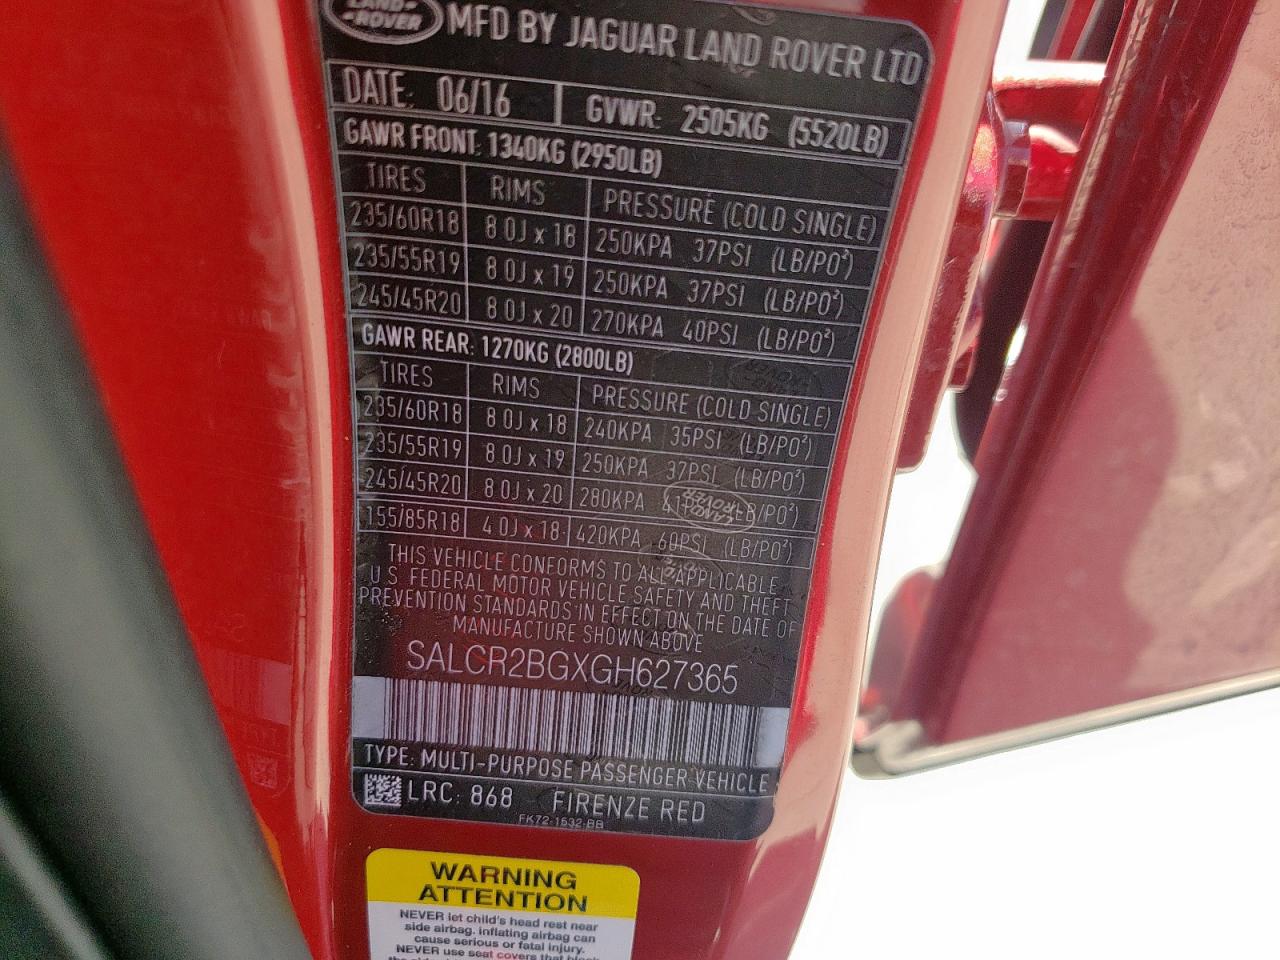 LAND-
-ROVER
MFD BY JAGUAR LAND ROVER LTD
DATE: 06/16 GVWR: 2505KG (5520LB)
GAWR FRONT: 1340KG (2950LB)
TIRES RIMS PRESSURE (COLD SINGLE)
235/60R18 8.0J x 18 250KPA 37PSI (LB/PO²)
235/55R19 8.0J x 19 250KPA 37PSI (LB/PO²)
245/45R20 8.0J x 20 270KPA 40PSI (LB/PO²)
GAWR REAR: 1270KG (2800LB)
TIRES RIMS PRESSURE (COLD SINGLE)
235/60R18 8.0J x 18 240KPA 35PSI (LB/PO²)
235/55R19 8.0J x 19 250KPA 37PSI (LB/PO²)
245/45R20 8.0J x 20 280KPA 41PSI (LB/PO²)
155/85R18 4.0J x 18 420KPA 60PSI (LB/PO²)
THIS VEHICLE CONFORMS TO ALL APPLICABLE
U.S. FEDERAL MOTOR VEHICLE SAFETY AND THEFT
PREVENTION STANDARDS IN EFFECT ON THE DATE OF
MANUFACTURE SHOWN ABOVE
SALCR2BGXGH627365
TYPE: MULTI-PURPOSE PASSENGER VEHICLE
LRC: 868 FIRENZE RED
FK72-1532-BB
WARNING
ATTENTION
NEVER let child's head rest near
side airbag. inflating airbag can
cause serious or fatal injury.
NEVER use seat covers that block